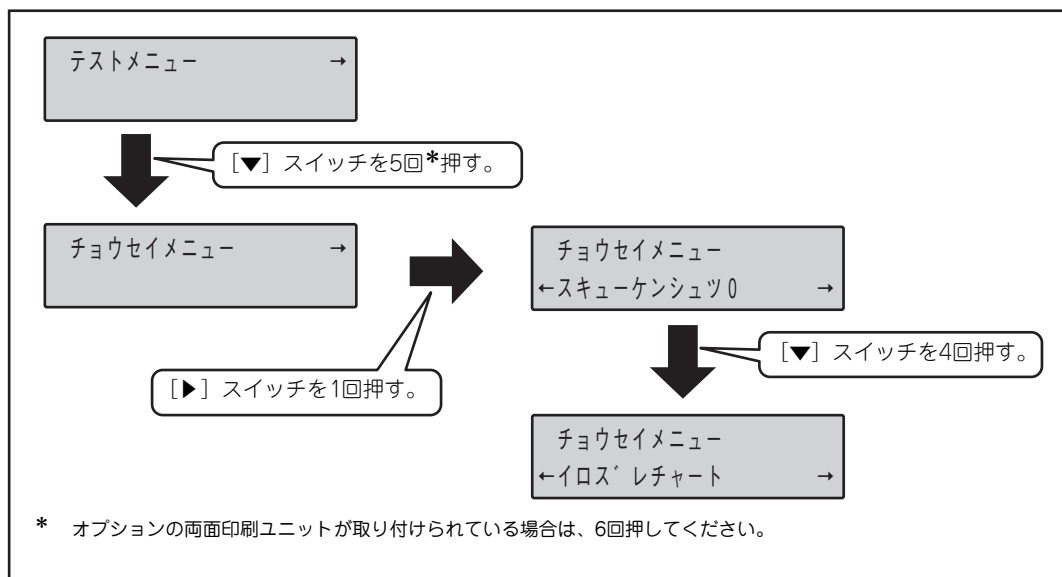 テストメニュー →
[▼] スイッチを5回*押す。
チョウセイメニュー →
[▶] スイッチを1回押す。
チョウセイメニュー
←スキューケンシュツ0 →
[▼] スイッチを4回押す。
チョウセイメニュー
←イロズレチャート →
* オプションの両面印刷ユニットが取り付けられている場合は、6回押してください。